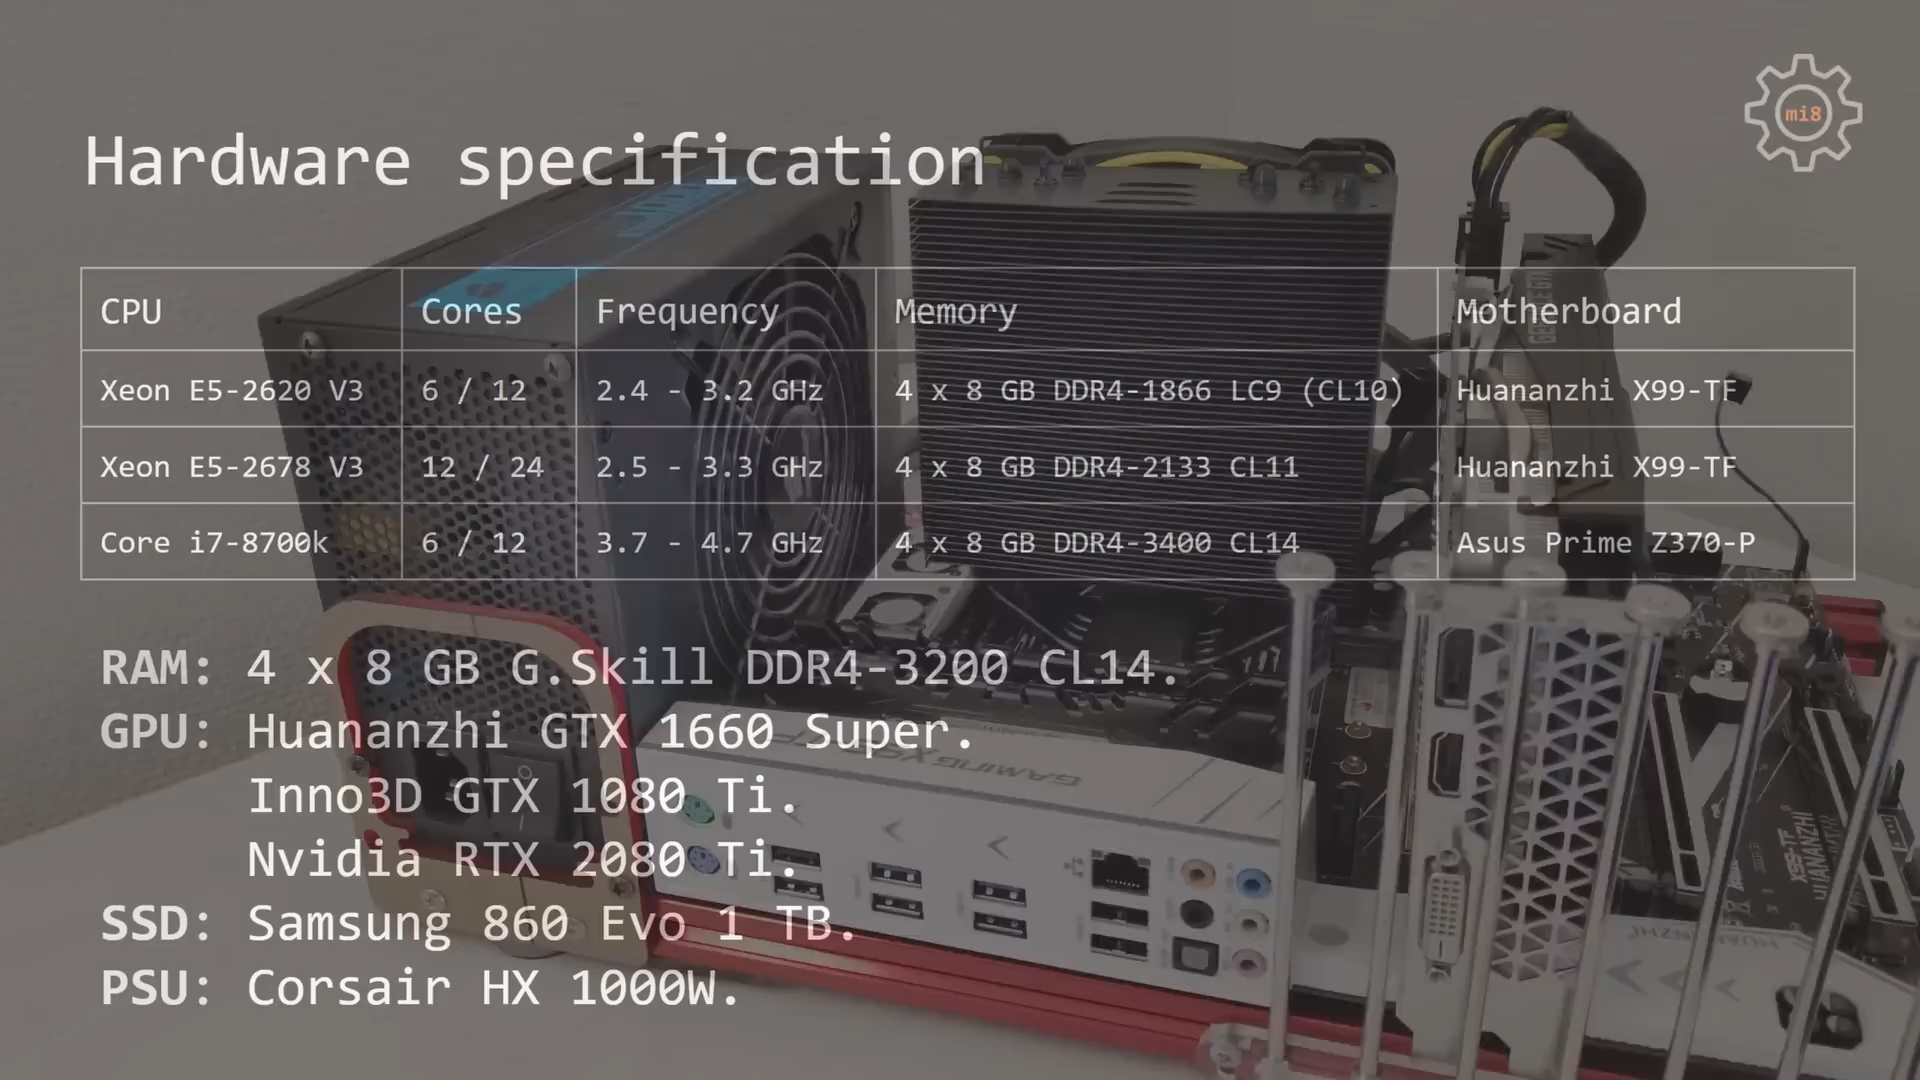 mi8
Hardware specification
CPU Cores Frequency Memory Motherboard
Xeon E5-2620 V3 6 / 12 2.4 - 3.2 GHz 4 x 8 GB DDR4-1866 LC9 (CL10) Huananzhi X99-TF
Xeon E5-2678 V3 12 / 24 2.5 - 3.3 GHz 4 x 8 GB DDR4-2133 CL11 Huananzhi X99-TF
Core i7-8700k 6 / 12 3.7 - 4.7 GHz 4 x 8 GB DDR4-3400 CL14 Asus Prime Z370-P
RAM: 4 x 8 GB G.Skill DDR4-3200 CL14.
GPU: Huananzhi GTX 1660 Super.
Inno3D GTX 1080 Ti.
Nvidia RTX 2080 Ti.
SSD: Samsung 860 Evo 1 TB.
PSU: Corsair HX 1000W.
GAMING
X99-TF
HUANANZHI
HUANANZHI